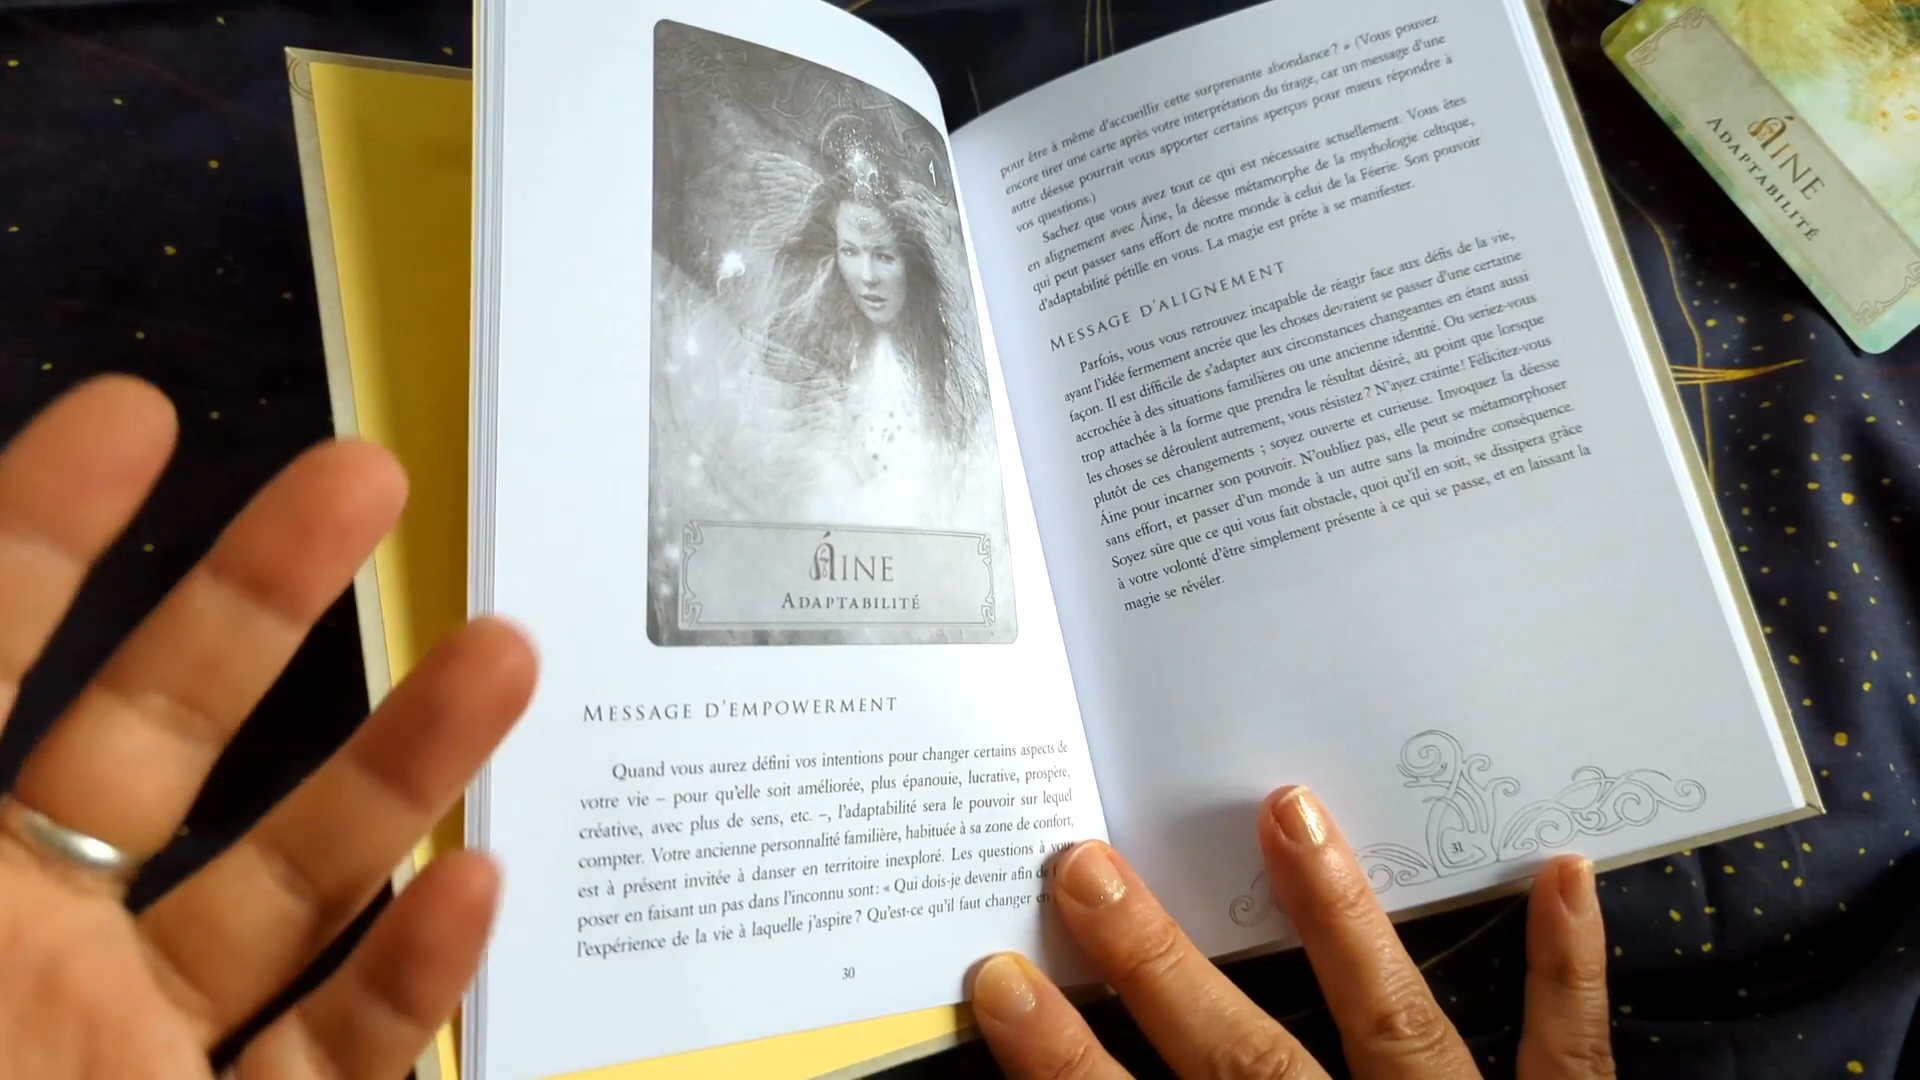 ÁINE
ADAPTABILITÉ
MESSAGE D'EMPOWERMENT
Quand vous aurez défini vos intentions pour changer certains aspects de
votre vie – pour qu'elle soit améliorée, plus épanouie, lucrative, prospère,
créative, avec plus de sens, etc. –, l'adaptabilité sera le pouvoir sur lequel
compter. Votre ancienne personnalité familière, habituée à sa zone de confort,
est à présent invitée à danser en territoire inexploré. Les questions à vous
poser en faisant un pas dans l'inconnu sont : « Qui dois-je devenir afin de
l'expérience de la vie à laquelle j'aspire ? Qu'est-ce qu'il faut changer en
30
pour être à même d'accueillir cette surprenante abondance ? » (Vous pouvez
encore tirer une carte après votre interprétation du tirage, car un message d'une
autre déesse pourrait vous apporter certains aperçus pour mieux répondre à
vos questions.)
Sachez que vous avez tout ce qui est nécessaire actuellement. Vous êtes
en alignement avec Áine, la déesse métamorphe de la mythologie celtique,
qui peut passer sans effort de notre monde à celui de la Féerie. Son pouvoir
d'adaptabilité pétille en vous. La magie est prête à se manifester.
MESSAGE D'ALIGNEMENT
Parfois, vous vous retrouvez incapable de réagir face aux défis de la vie,
ayant l'idée fermement ancrée que les choses devraient se passer d'une certaine
façon. Il est difficile de s'adapter aux circonstances changeantes en étant aussi
accrochée à des situations familières ou une ancienne identité. Ou seriez-vous
trop attachée à la forme que prendra le résultat désiré, au point que lorsque
les choses se déroulent autrement, vous résistez ? N'ayez crainte ! Félicitez-vous
plutôt de ces changements ; soyez ouverte et curieuse. Invoquez la déesse
Áine pour incarner son pouvoir. N'oubliez pas, elle peut se métamorphoser
sans effort, et passer d'un monde à un autre sans la moindre conséquence.
Soyez sûre que ce qui vous fait obstacle, quoi qu'il en soit, se dissipera grâce
à votre volonté d'être simplement présente à ce qui se passe, et en laissant la
magie se révéler.
31
ÁINE
ADAPTABILITÉ